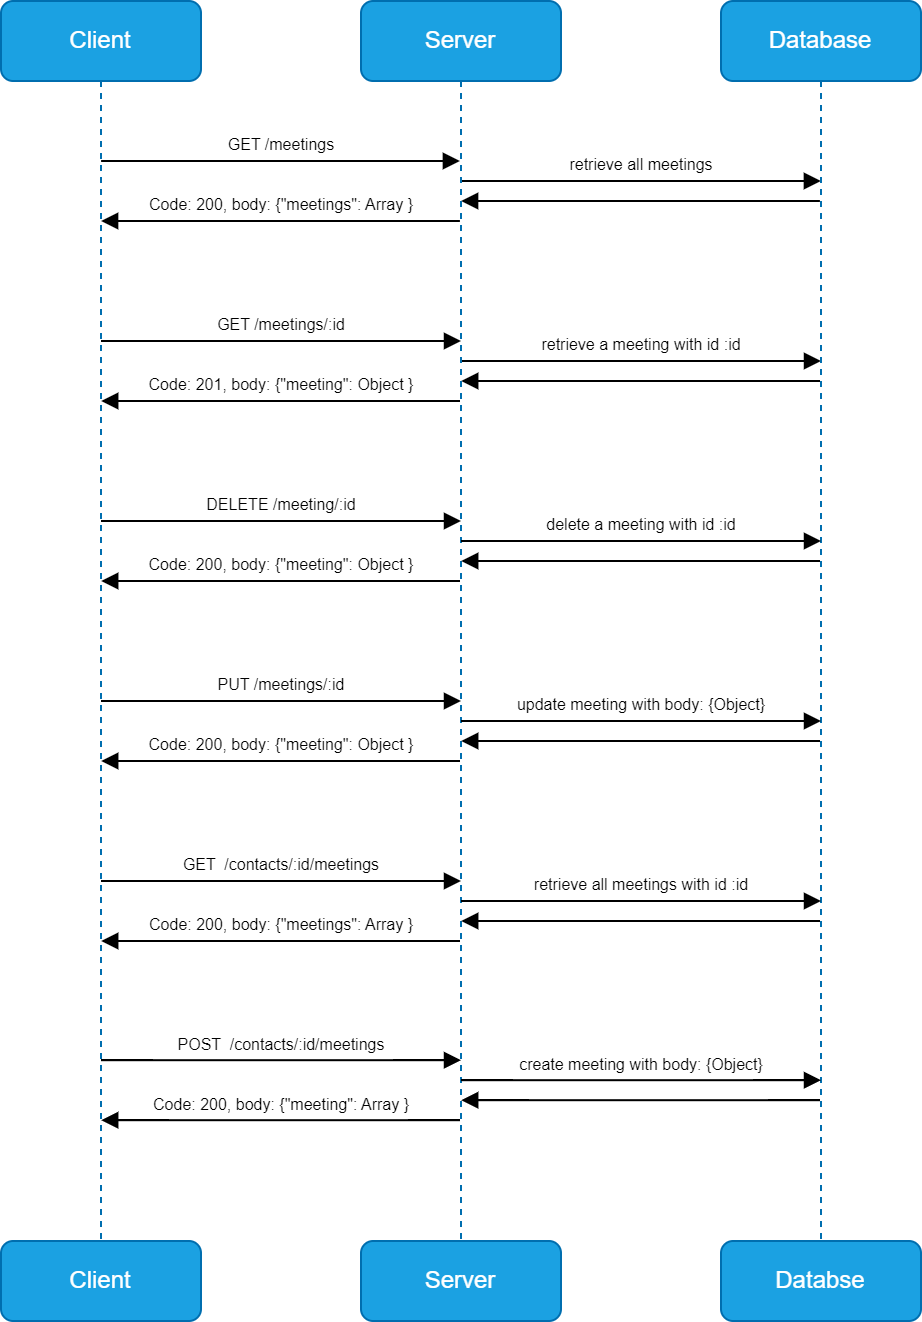 Client
Server
Database
GET /meetings
retrieve all meetings
Code: 200, body: {"meetings": Array }
GET /meetings/:id
retrieve a meeting with id :id
Code: 201, body: {"meeting": Object }
DELETE /meeting/:id
delete a meeting with id :id
Code: 200, body: {"meeting": Object }
PUT /meetings/:id
update meeting with body: {Object}
Code: 200, body: {"meeting": Object }
GET  /contacts/:id/meetings
retrieve all meetings with id :id
Code: 200, body: {"meetings": Array }
POST  /contacts/:id/meetings
create meeting with body: {Object}
Code: 200, body: {"meeting": Array }
Client
Server
Databse